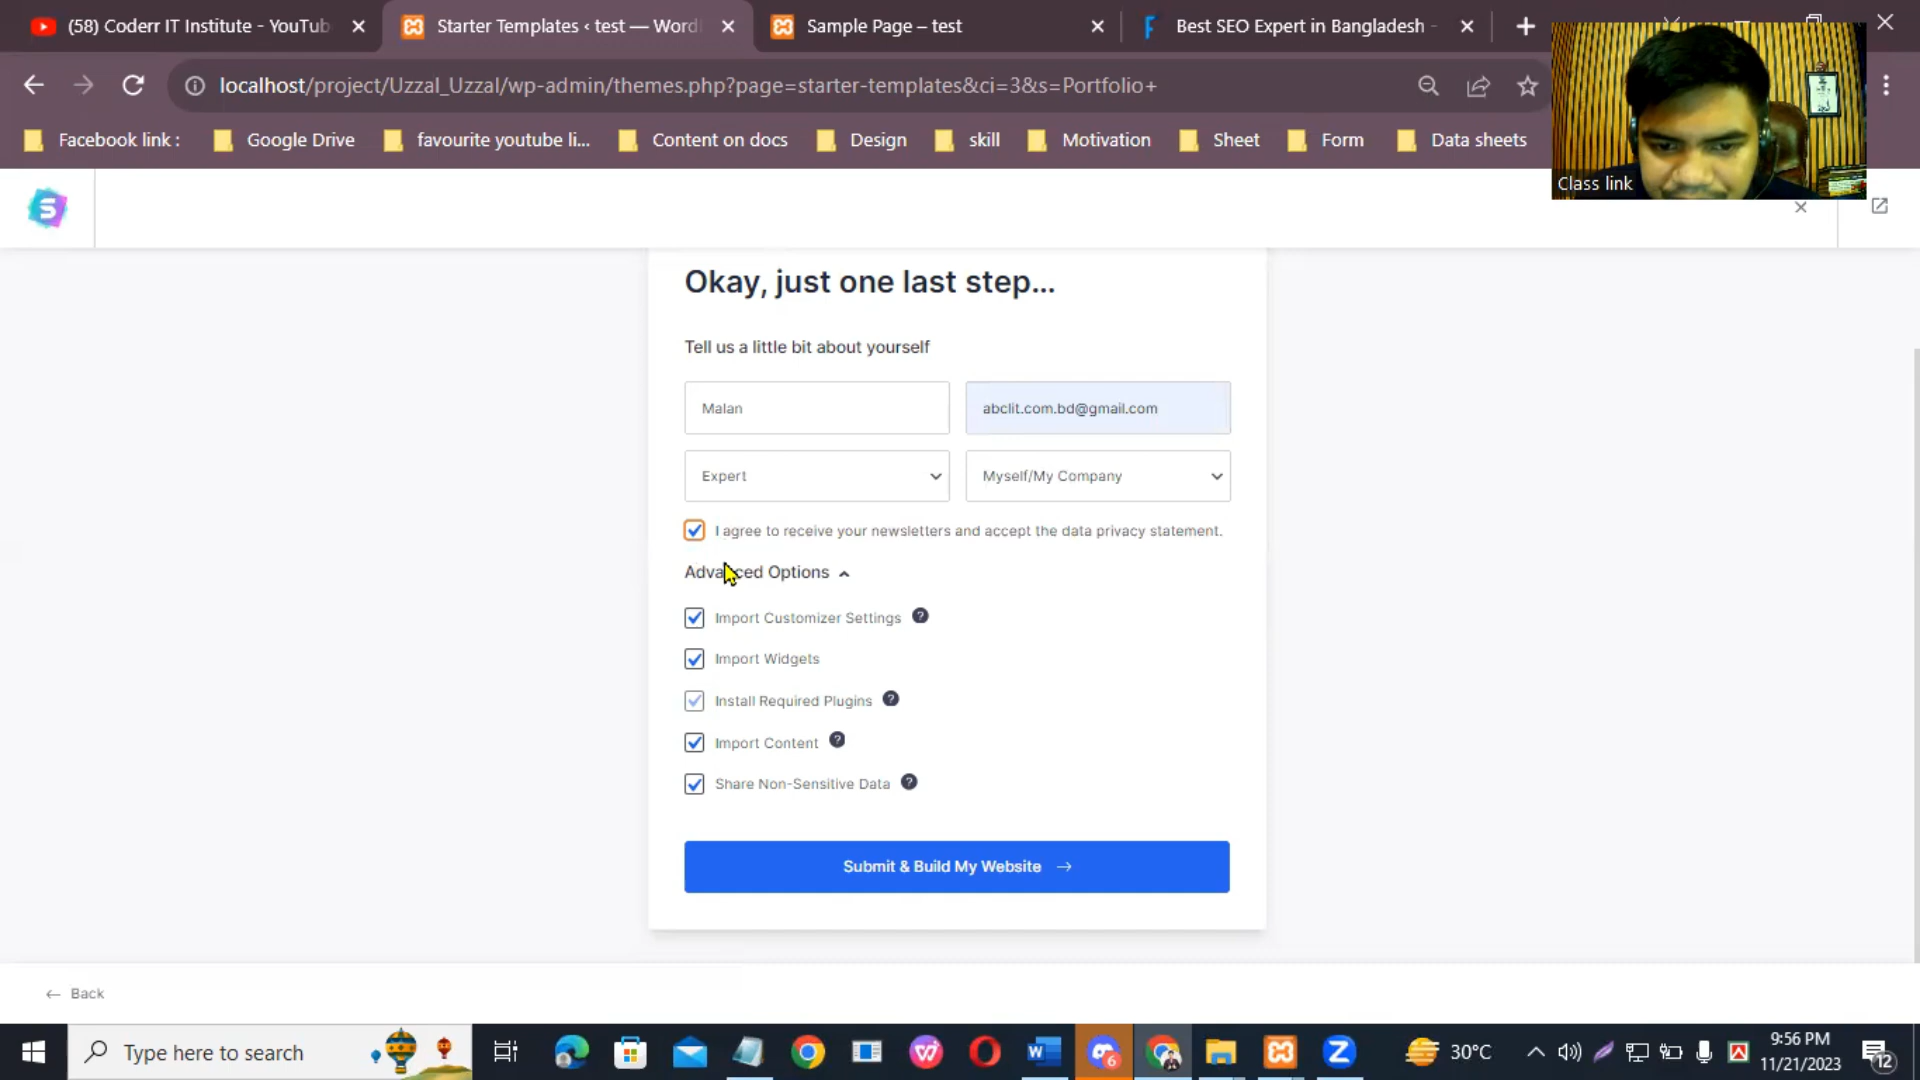 (58) Coderr IT Institute - YouTub
Starter Templates ‹ test — Word
Sample Page – test
Best SEO Expert in Bangladesh -
localhost/project/Uzzal_Uzzal/wp-admin/themes.php?page=starter-templates&ci=3&s=Portfolio+
Facebook link :
Google Drive
favourite youtube li...
Content on docs
Design
skill
Motivation
Sheet
Form
Data sheets
Class link
Okay, just one last step...
Tell us a little bit about yourself
Malan
abclit.com.bd@gmail.com
Expert
Myself/My Company
I agree to receive your newsletters and accept the data privacy statement.
Advanced Options
Import Customizer Settings ?
Import Widgets
Install Required Plugins ?
Import Content ?
Share Non-Sensitive Data ?
Submit & Build My Website →
← Back
Type here to search
6
30°C
9:56 PM
11/21/2023
12